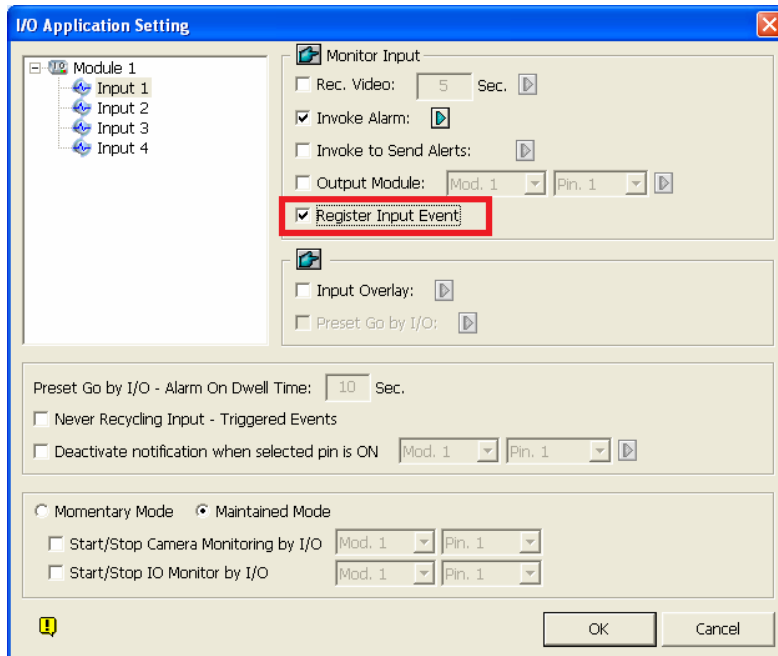 I/O Application Setting
Module 1
Input 1
Input 2
Input 3
Input 4
Monitor Input
Rec. Video: 5 Sec.
Invoke Alarm:
Invoke to Send Alerts:
Output Module: Mod. 1 Pin. 1
Register Input Event
Input Overlay:
Preset Go by I/O:
Preset Go by I/O - Alarm On Dwell Time: 10 Sec.
Never Recycling Input - Triggered Events
Deactivate notification when selected pin is ON Mod. 1 Pin. 1
Momentary Mode Maintained Mode
Start/Stop Camera Monitoring by I/O Mod. 1 Pin. 1
Start/Stop IO Monitor by I/O Mod. 1 Pin. 1
OK Cancel